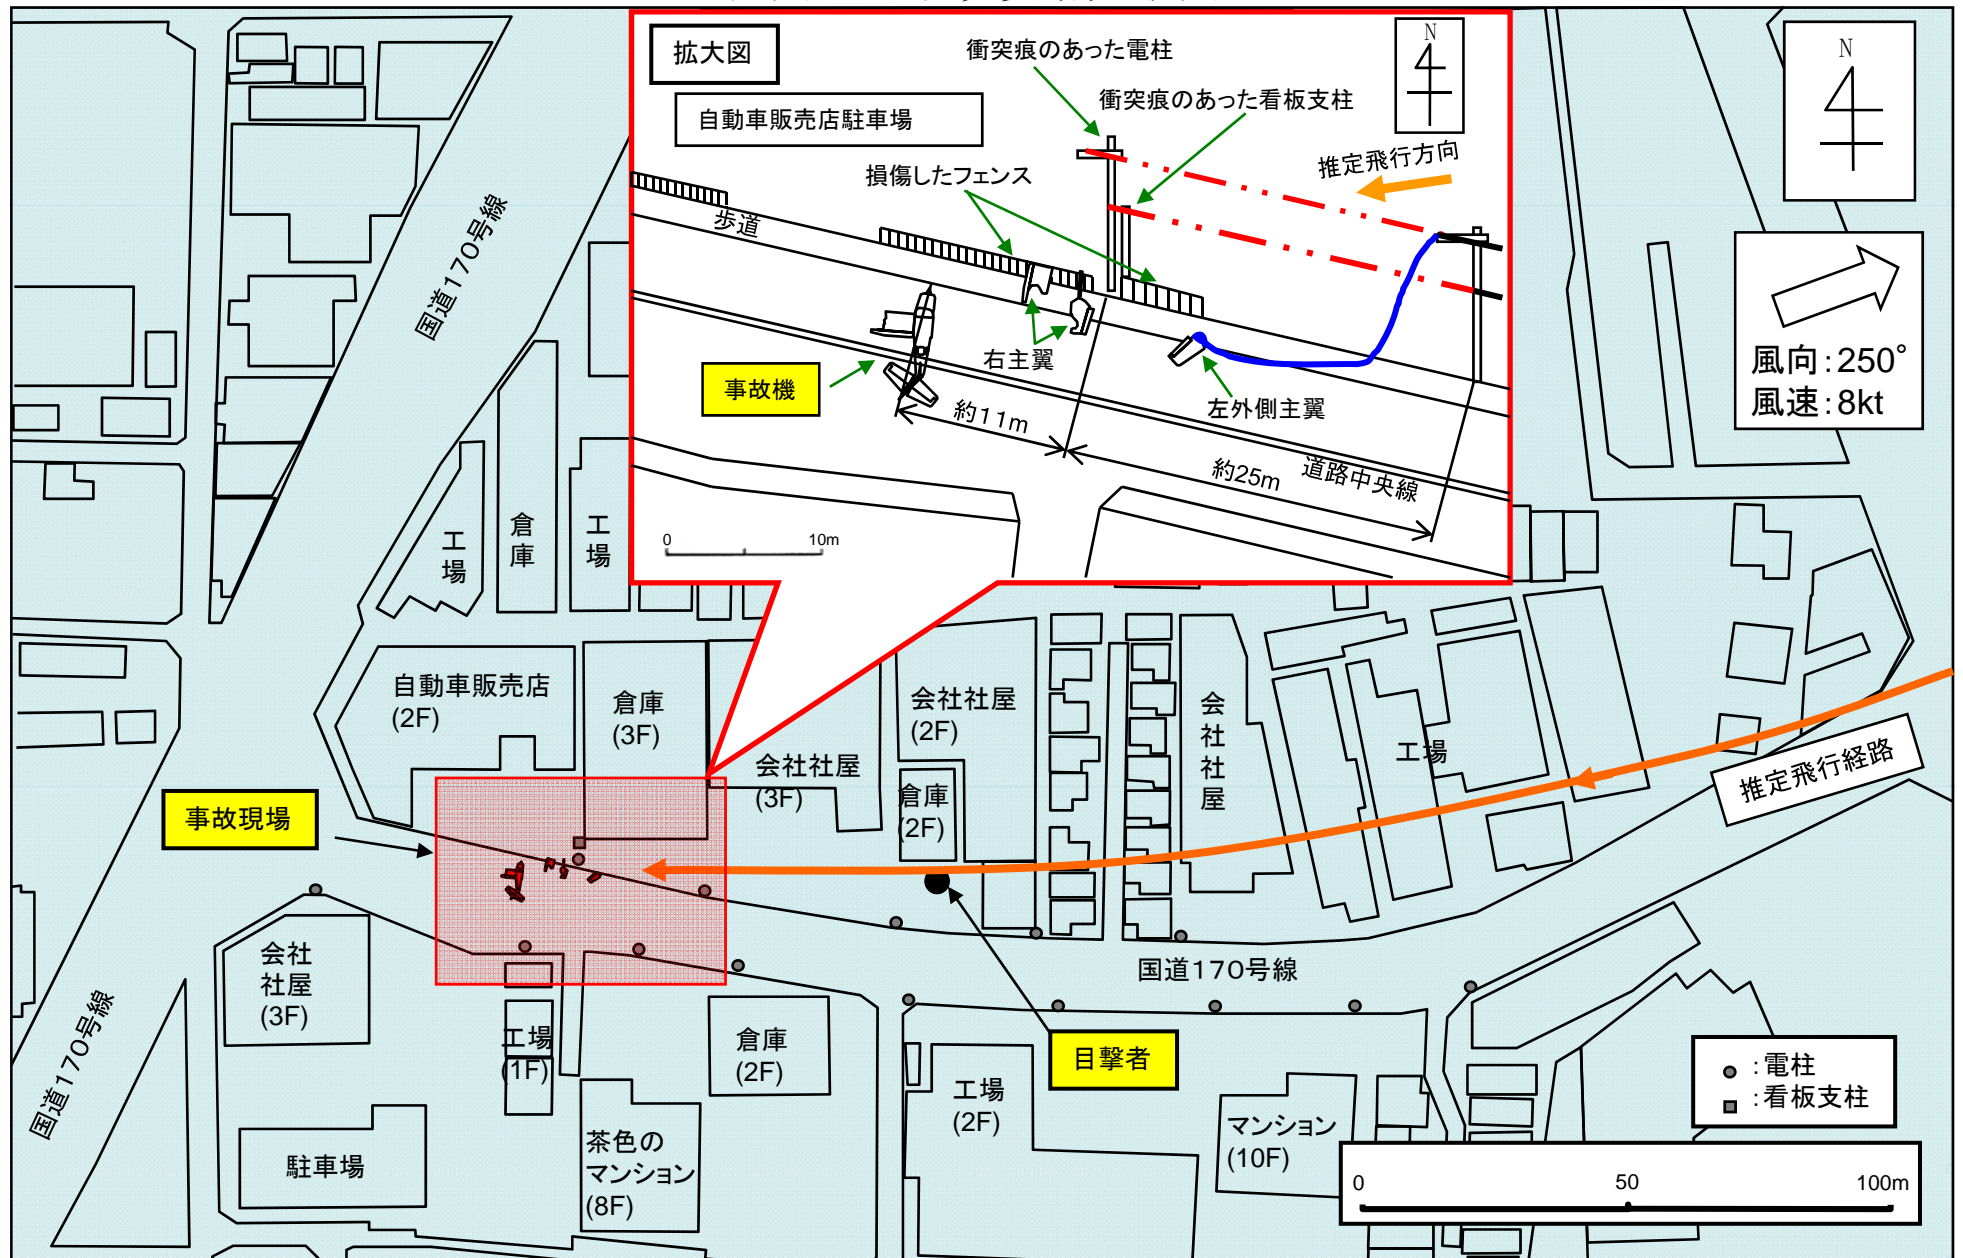 拡大図
自動車販売店駐車場
衝突痕のあった電柱
衝突痕のあった看板支柱
N
推定飛行方向
損傷したフェンス
歩道
右主翼
事故機
左外側主翼
約11m
約25m
道路中央線
0 10m
N
風向:250°
風速:8kt
国道170号線
工場
倉庫
工場
自動車販売店
(2F)
倉庫
(3F)
会社社屋
(3F)
会社社屋
(2F)
倉庫
(2F)
会社社屋
工場
推定飛行経路
事故現場
国道170号線
会社
社屋
(3F)
国道170号線
工場
(1F)
倉庫
(2F)
目撃者
駐車場
茶色の
マンション
(8F)
工場
(2F)
マンション
(10F)
:電柱
:看板支柱
0 50 100m